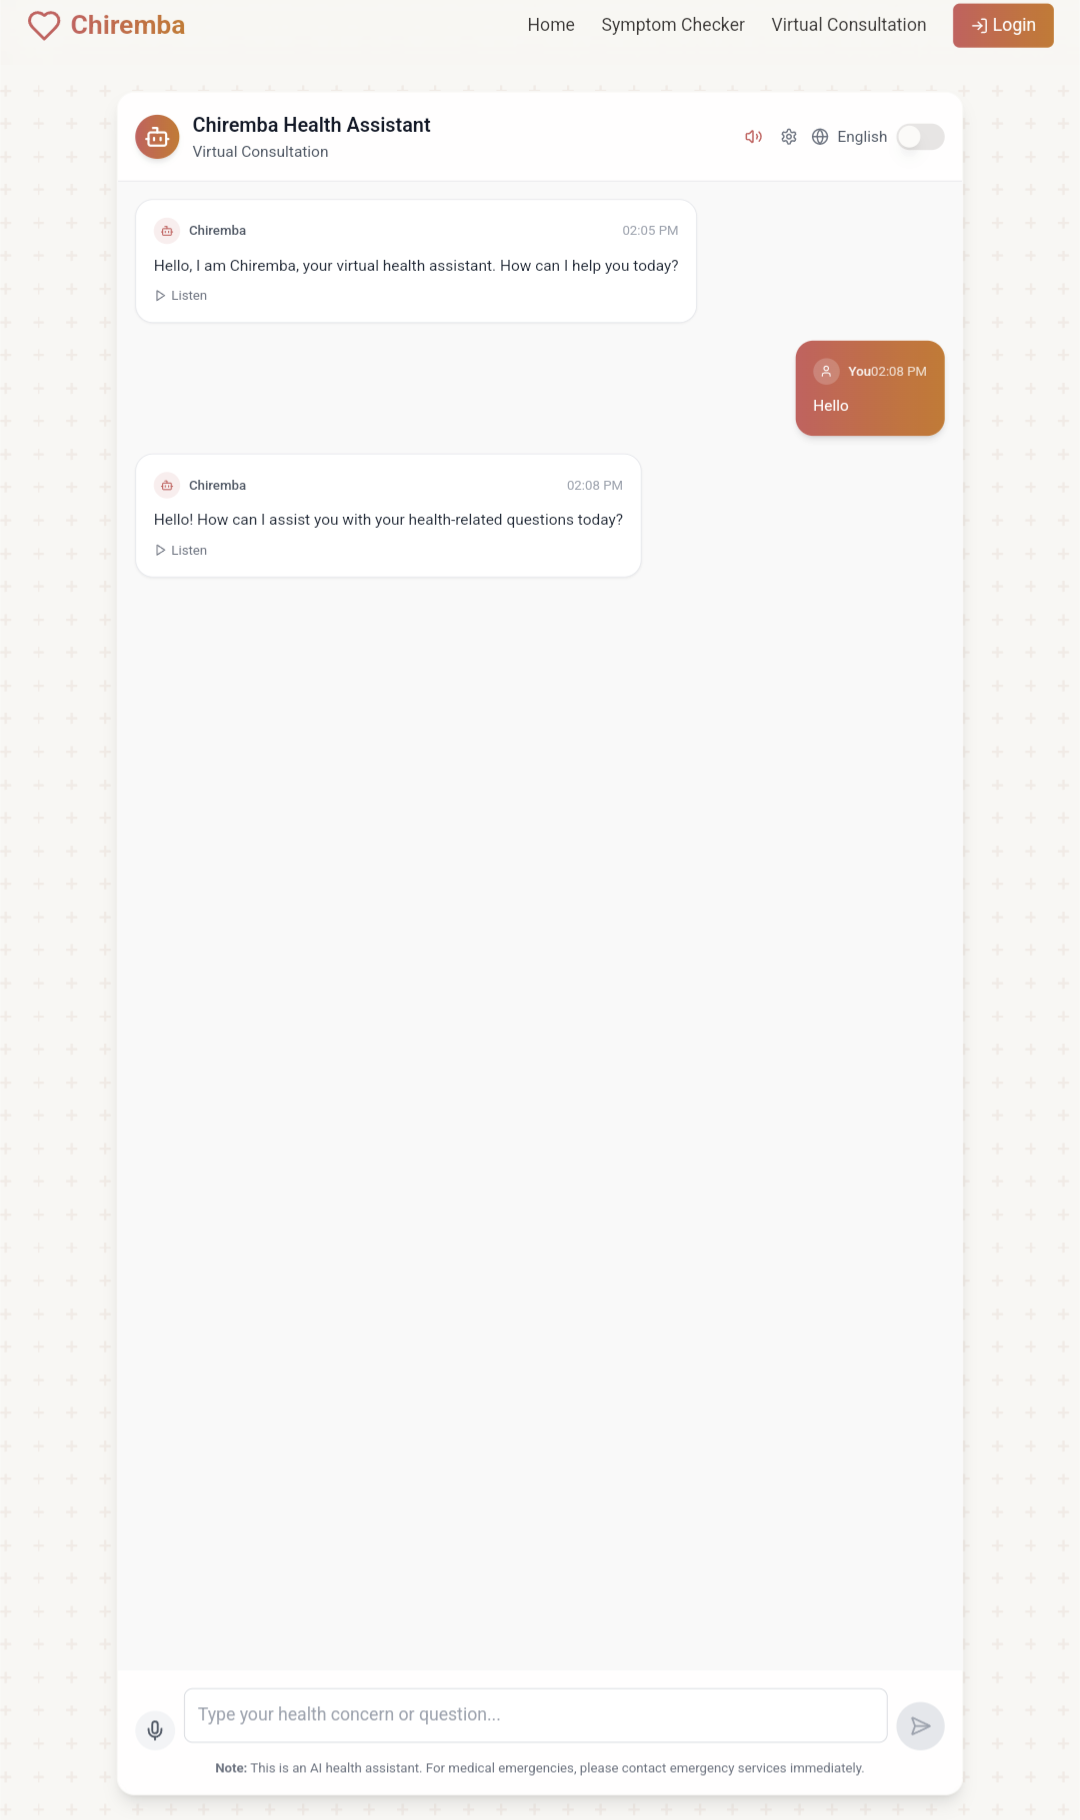 Chiremba
Home
Symptom Checker
Virtual Consultation
Login
Chiremba Health Assistant
Virtual Consultation
English
Chiremba
02:05 PM
Hello, I am Chiremba, your virtual health assistant. How can I help you today?
Listen
You02:08 PM
Hello
Chiremba
02:08 PM
Hello! How can I assist you with your health-related questions today?
Listen
Type your health concern or question...
Note: This is an AI health assistant. For medical emergencies, please contact emergency services immediately.